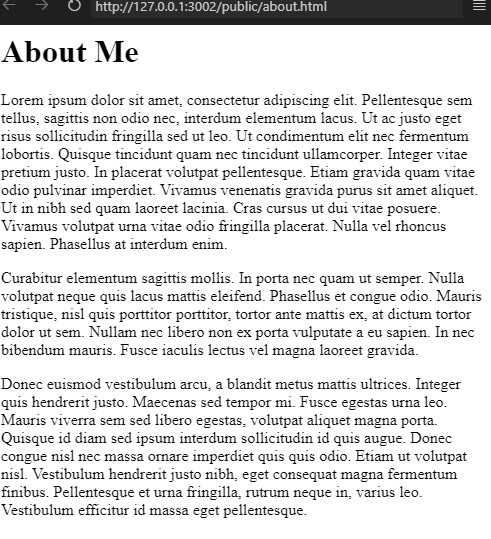 http://127.0.0.1:3002/public/about.html
About Me
Lorem ipsum dolor sit amet, consectetur adipiscing elit. Pellentesque sem
tellus, sagittis non odio nec, interdum elementum lacus. Ut ac justo eget
risus sollicitudin fringilla sed ut leo. Ut condimentum elit nec fermentum
lobortis. Quisque tincidunt quam nec tincidunt ullamcorper. Integer vitae
pretium justo. In placerat volutpat pellentesque. Etiam gravida quam vitae
odio pulvinar imperdiet. Vivamus venenatis gravida purus sit amet aliquet.
Ut in nibh sed quam laoreet lacinia. Cras cursus ut dui vitae posuere.
Vivamus volutpat urna vitae odio fringilla placerat. Nulla vel rhoncus
sapien. Phasellus at interdum enim.
Curabitur elementum sagittis mollis. In porta nec quam ut semper. Nulla
volutpat neque quis lacus mattis eleifend. Phasellus et congue odio. Mauris
tristique, nisl quis porttitor porttitor, tortor ante mattis ex, at dictum tortor
dolor ut sem. Nullam nec libero non ex porta vulputate a eu sapien. In nec
bibendum mauris. Fusce iaculis lectus vel magna laoreet gravida.
Donec euismod vestibulum arcu, a blandit metus mattis ultrices. Integer
quis hendrerit justo. Maecenas sed tempor mi. Fusce egestas urna leo.
Mauris viverra sem sed libero egestas, volutpat aliquet magna porta.
Quisque id diam sed ipsum interdum sollicitudin id quis augue. Donec
congue nisl nec massa ornare imperdiet quis quis odio. Etiam ut volutpat
nisl. Vestibulum hendrerit justo nibh, eget consequat magna fermentum
finibus. Pellentesque et urna fringilla, rutrum neque in, varius leo.
Vestibulum efficitur id massa eget pellentesque.